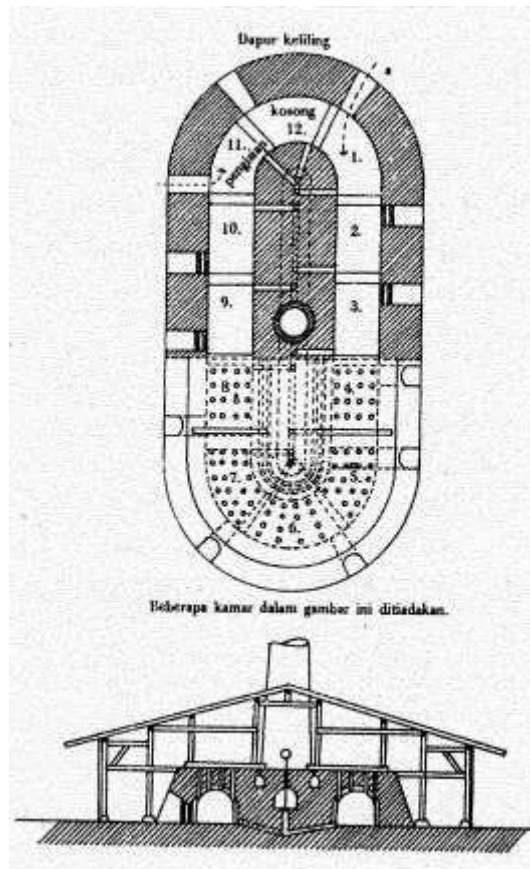 Dapur keliling
a
kosong
12.
11.
1.
pengisian
10.
2.
9.
3.
8.
4.
7.
5.
6.
Beberapa kamar dalam gambar ini ditiadakan.